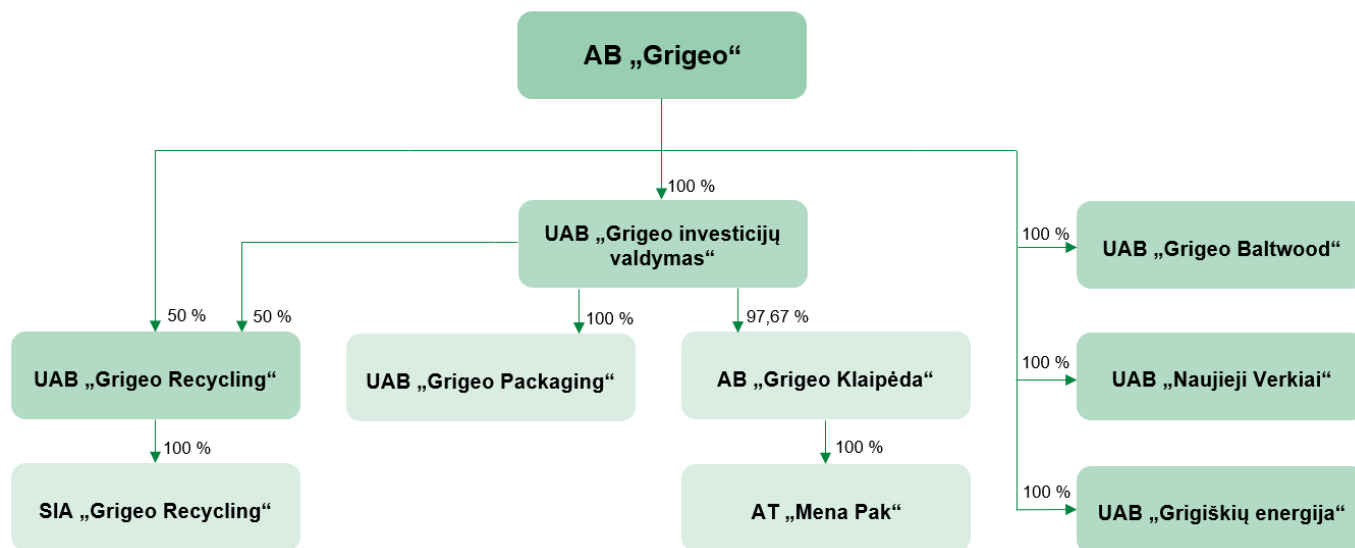 AB „Grigeo“
100 %
UAB „Grigeo investicijų
valdymas“
100 %
UAB „Grigeo Baltwood“
50 %
50 %
100 %
97,67 %
UAB „Grigeo Recycling“
UAB „Grigeo Packaging“
AB „Grigeo Klaipėda“
100 %
UAB „Naujieji Verkiai“
100 %
100 %
SIA „Grigeo Recycling“
AT „Mena Pak“
100 %
UAB „Grigiškių energija“